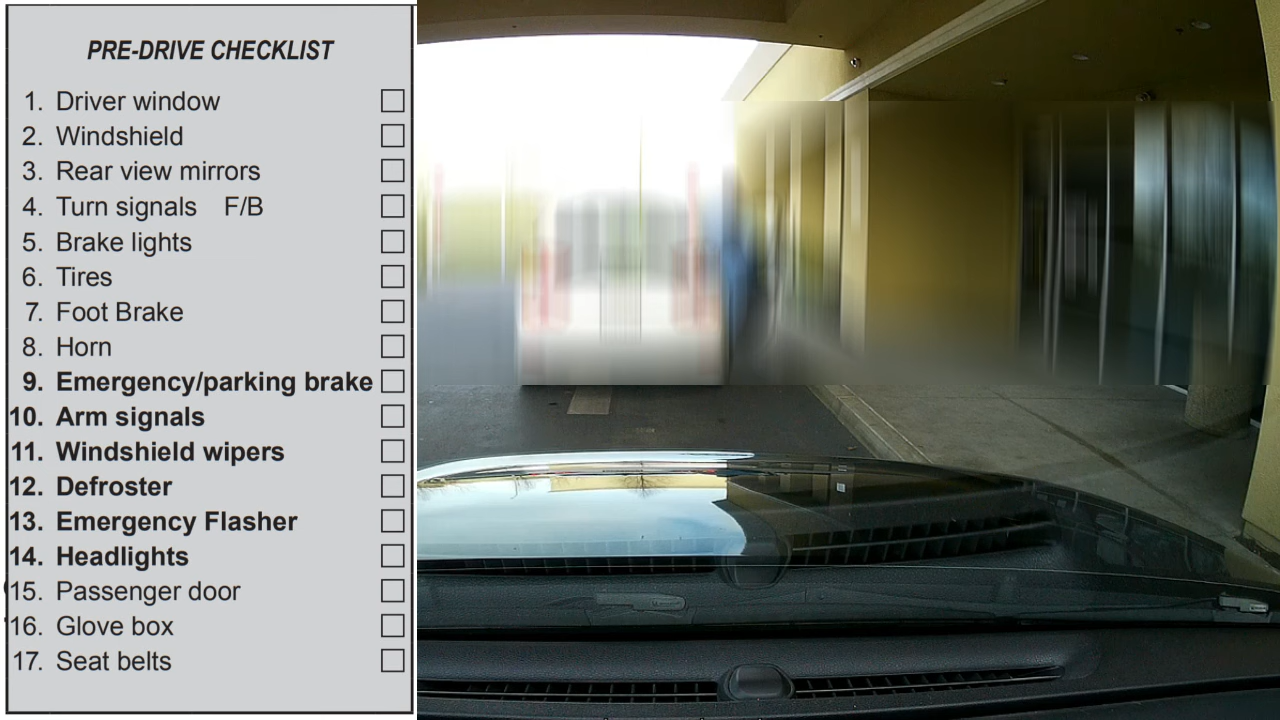 PRE-DRIVE CHECKLIST
1. Driver window
2. Windshield
3. Rear view mirrors
4. Turn signals F/B
5. Brake lights
6. Tires
7. Foot Brake
8. Horn
9. Emergency/parking brake
10. Arm signals
11. Windshield wipers
12. Defroster
13. Emergency Flasher
14. Headlights
15. Passenger door
16. Glove box
17. Seat belts